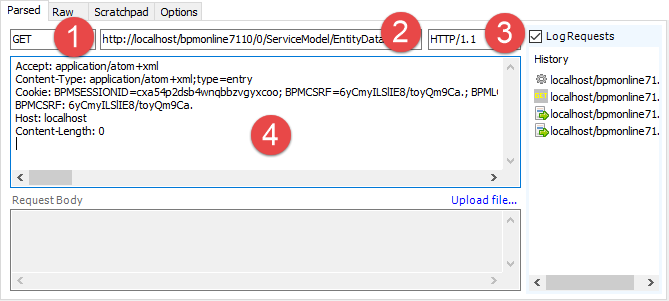 Parsed Raw Scratchpad Options
GET 1 http://localhost/bpmonline7110/0/ServiceModel/EntityData 2 HTTP/1.1 3 Log Requests
Accept: application/atom+xml
Content-Type: application/atom+xml;type=entry
Cookie: BPMSESSIONID=cxa54p2dsb4wnqbbzvgyxcoo; BPMCSRF=6yCmyILSlIE8/toyQm9Ca.; BPMLO
BPMCSRF: 6yCmyILSlIE8/toyQm9Ca.
Host: localhost
Content-Length: 0
4
History
localhost/bpmonline71.
localhost/bpmonline71.
localhost/bpmonline71.
localhost/bpmonline71.
Request Body Upload file...